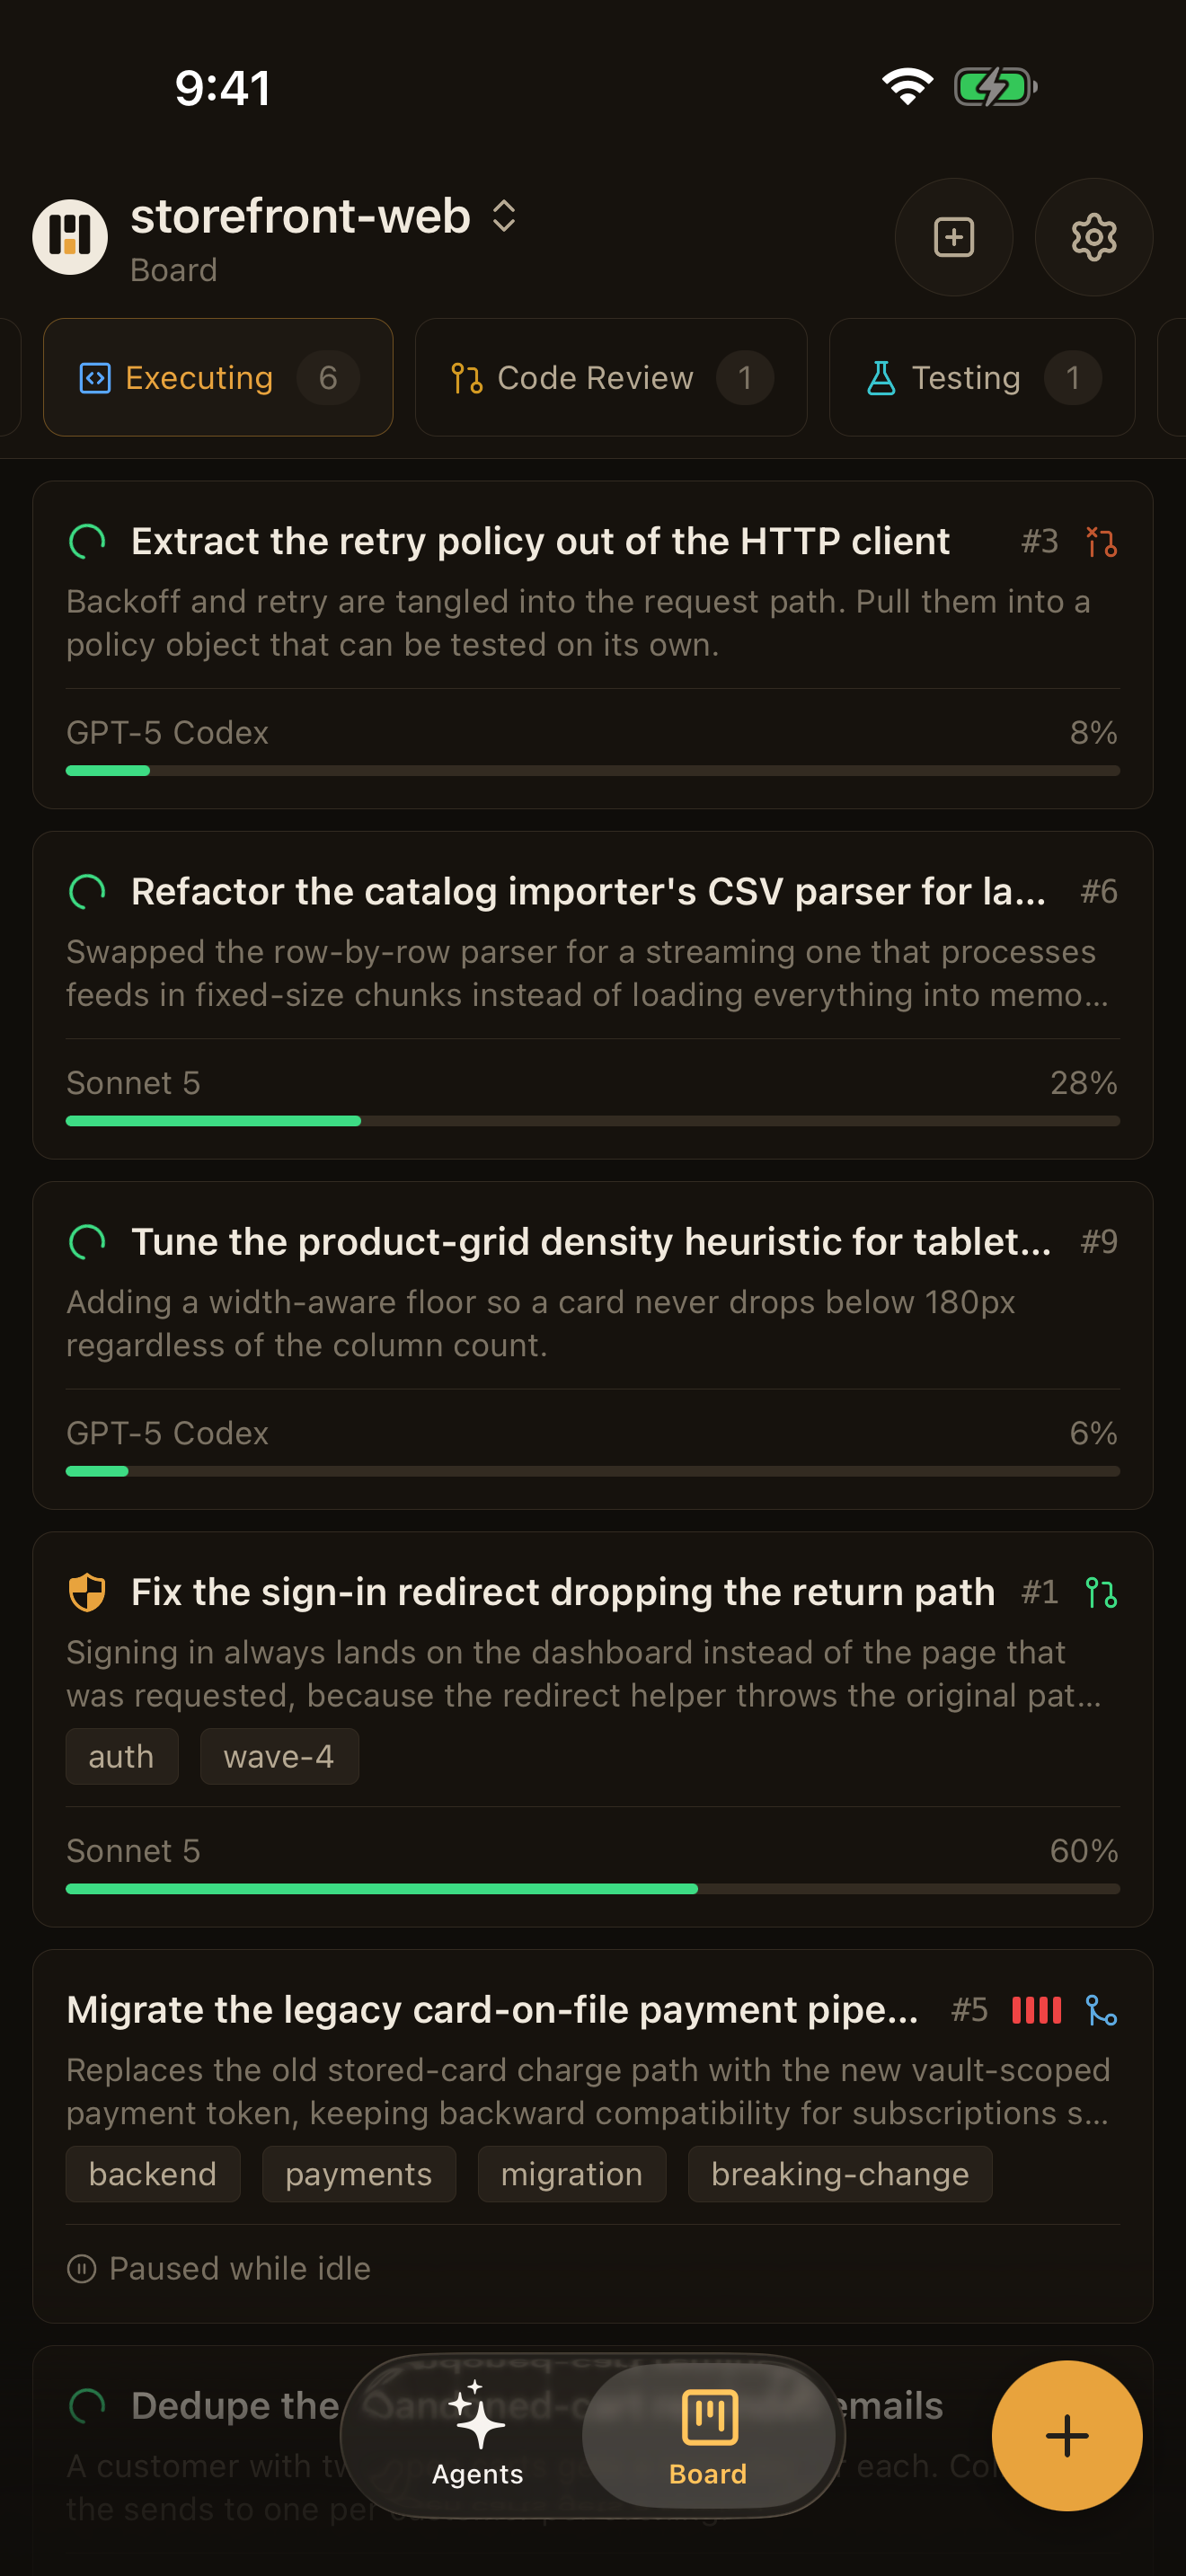 9:41
storefront-web
Board
Executing 6
Code Review 1
Testing 1
Extract the retry policy out of the HTTP client #3
Backoff and retry are tangled into the request path. Pull them into a
policy object that can be tested on its own.
GPT-5 Codex 8%
Refactor the catalog importer's CSV parser for la... #6
Swapped the row-by-row parser for a streaming one that processes
feeds in fixed-size chunks instead of loading everything into memo...
Sonnet 5 28%
Tune the product-grid density heuristic for tablet... #9
Adding a width-aware floor so a card never drops below 180px
regardless of the column count.
GPT-5 Codex 6%
Fix the sign-in redirect dropping the return path #1
Signing in always lands on the dashboard instead of the page that
was requested, because the redirect helper throws the original pat...
auth wave-4
Sonnet 5 60%
Migrate the legacy card-on-file payment pipe... #5
Replaces the old stored-card charge path with the new vault-scoped
payment token, keeping backward compatibility for subscriptions s...
backend payments migration breaking-change
Paused while idle
Dedupe the emails
A customer with each.
the sends to one per
Agents
Board